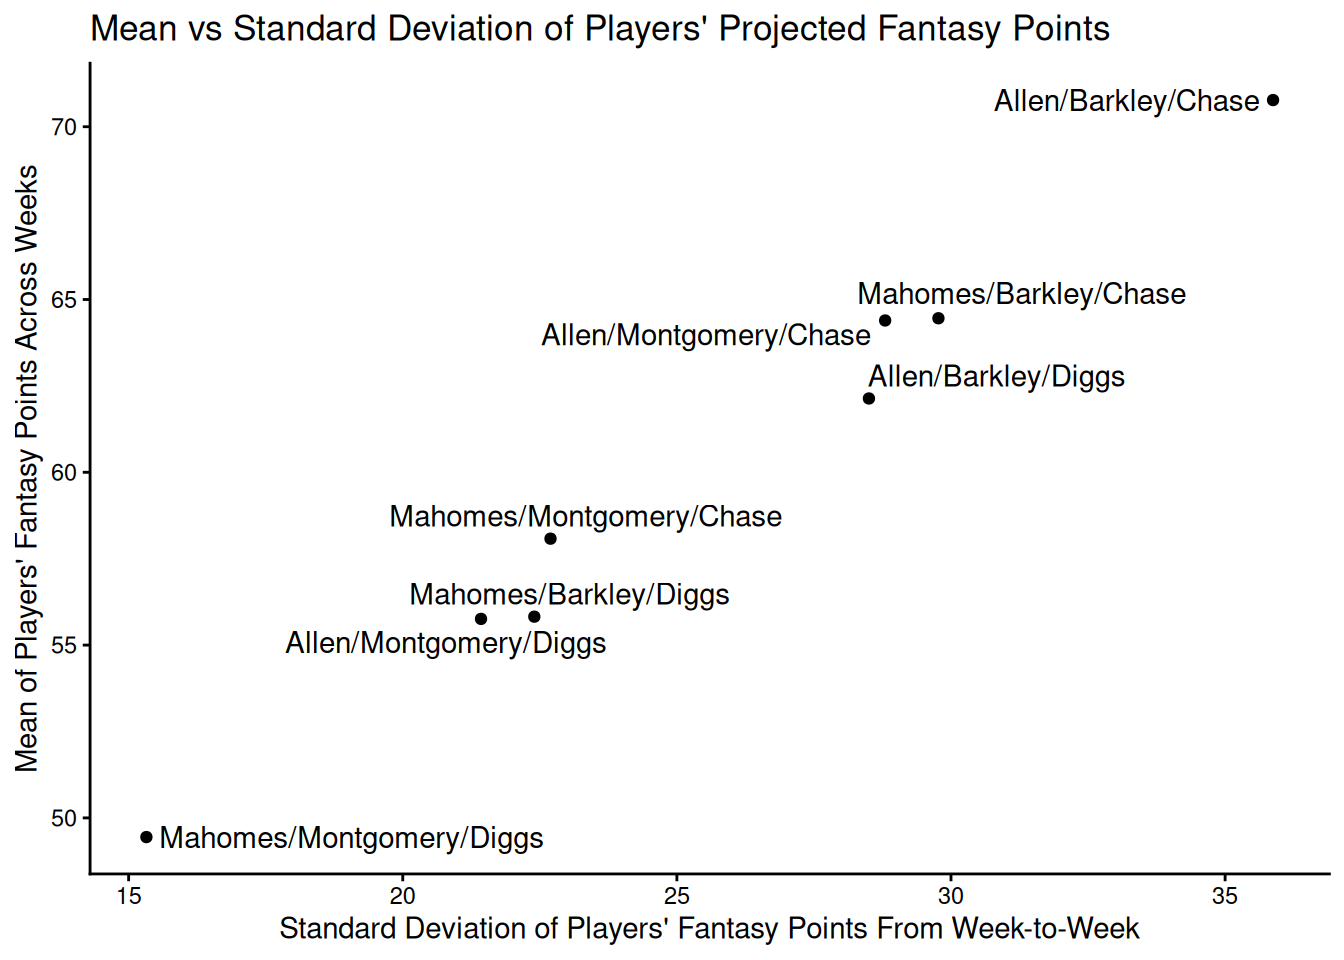 Mean vs Standard Deviation of Players' Projected Fantasy Points
Mean of Players' Fantasy Points Across Weeks
70
65
60
55
50
Allen/Barkley/Chase
Mahomes/Barkley/Chase
Allen/Montgomery/Chase
Allen/Barkley/Diggs
Mahomes/Montgomery/Chase
Mahomes/Barkley/Diggs
Allen/Montgomery/Diggs
Mahomes/Montgomery/Diggs
15
20
25
30
35
Standard Deviation of Players' Fantasy Points From Week-to-Week